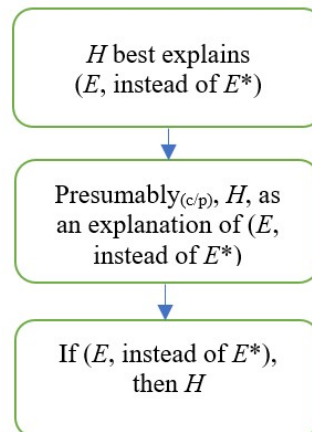 H best explains
(E, instead of E*)
Presumably(c/p), H, as
an explanation of (E,
instead of E*)
If (E, instead of E*),
then H